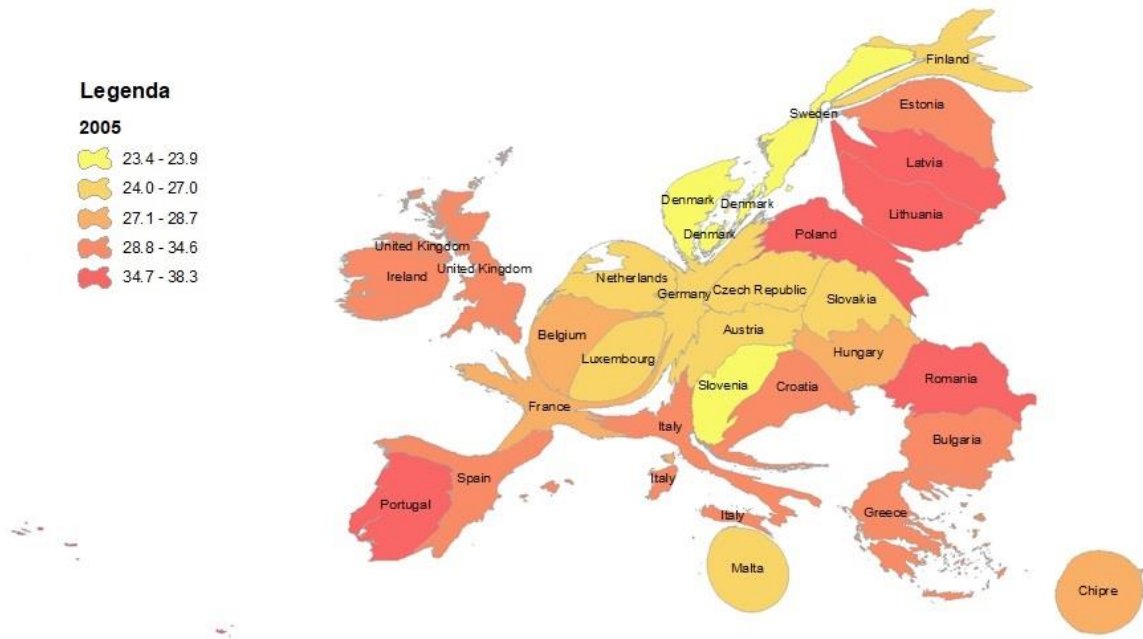 Legenda
2005
23.4 - 23.9
24.0 - 27.0
27.1 - 28.7
28.8 - 34.6
34.7 - 38.3
Finland
Estonia
Sweden
Latvia
Denmark
Denmark
Lithuania
Denmark
Poland
United Kingdom
United Kingdom
Ireland
Netherlands
Germany
Czech Republic
Slovakia
Austria
Belgium
Luxembourg
Hungary
Slovenia
Croatia
Romania
France
Italy
Bulgaria
Spain
Italy
Portugal
Italy
Greece
Malta
Chipre